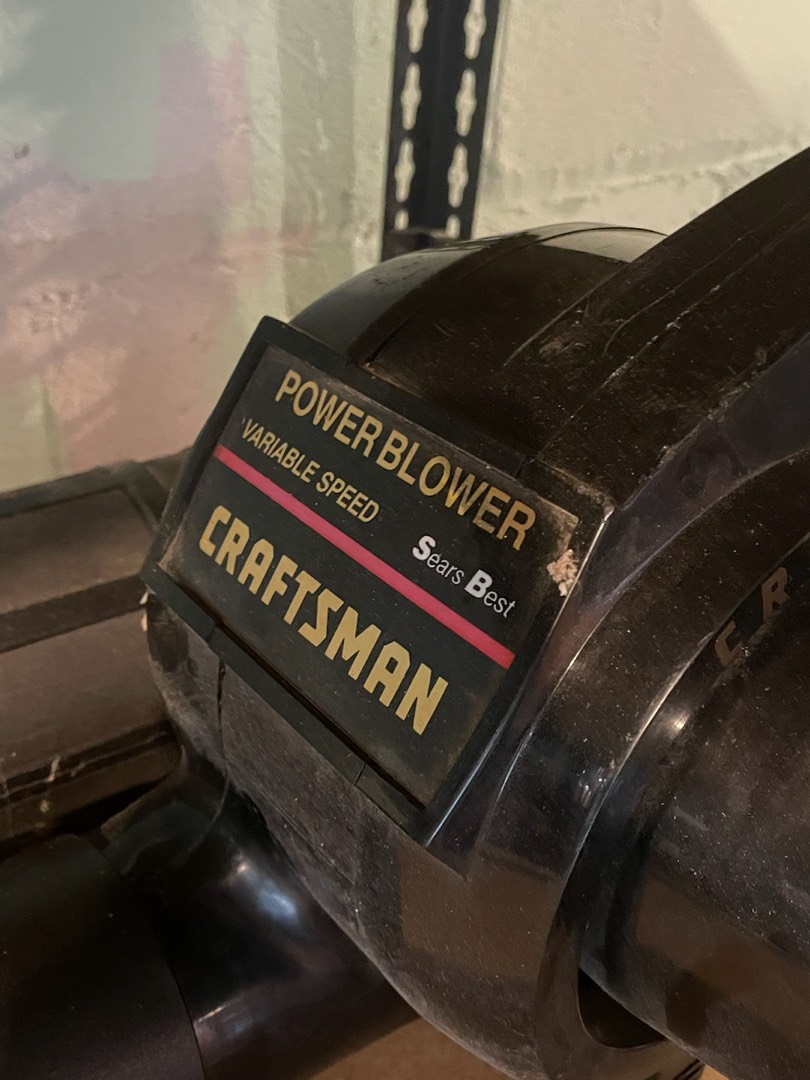 POWER BLOWER
VARIABLE SPEED
Sears Best
CRAFTSMAN
C R